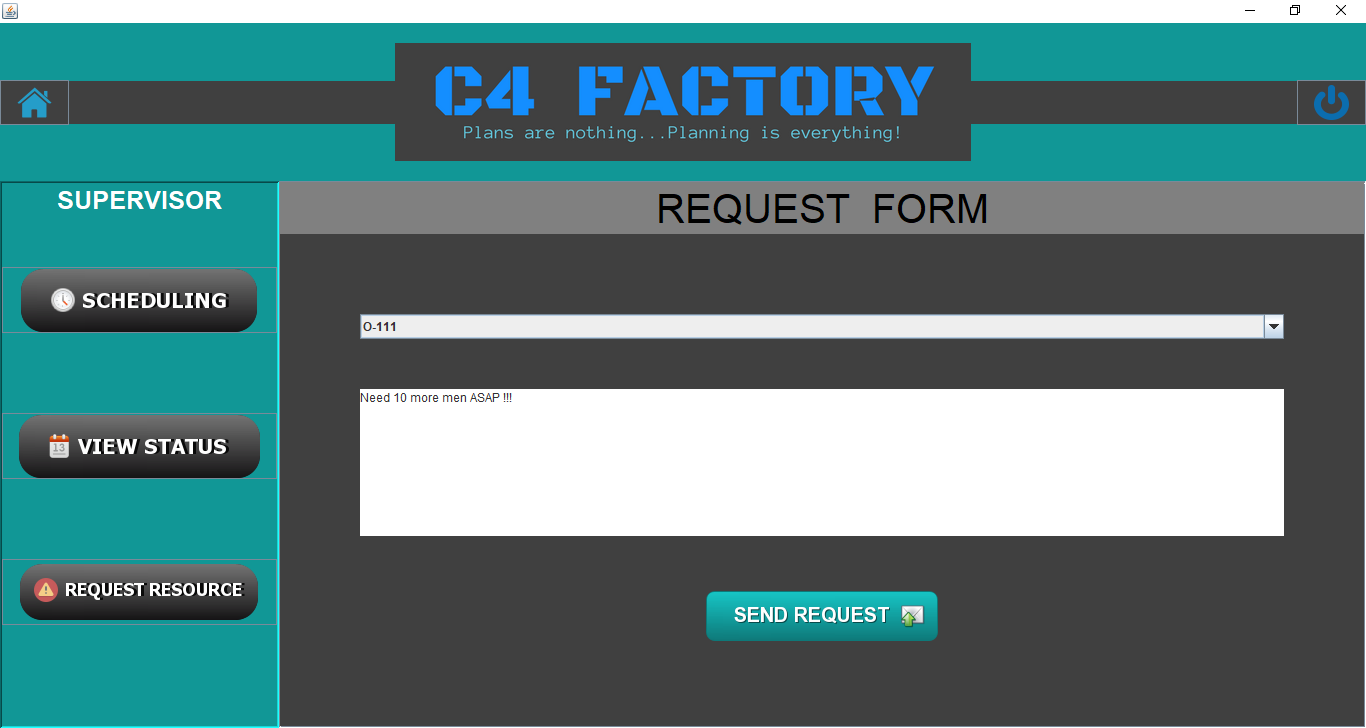 C4 FACTORY
Plans are nothing...Planning is everything!
SUPERVISOR
SCHEDULING
13
VIEW STATUS
REQUEST RESOURCE
REQUEST FORM
O-111
Need 10 more men ASAP !!!
SEND REQUEST